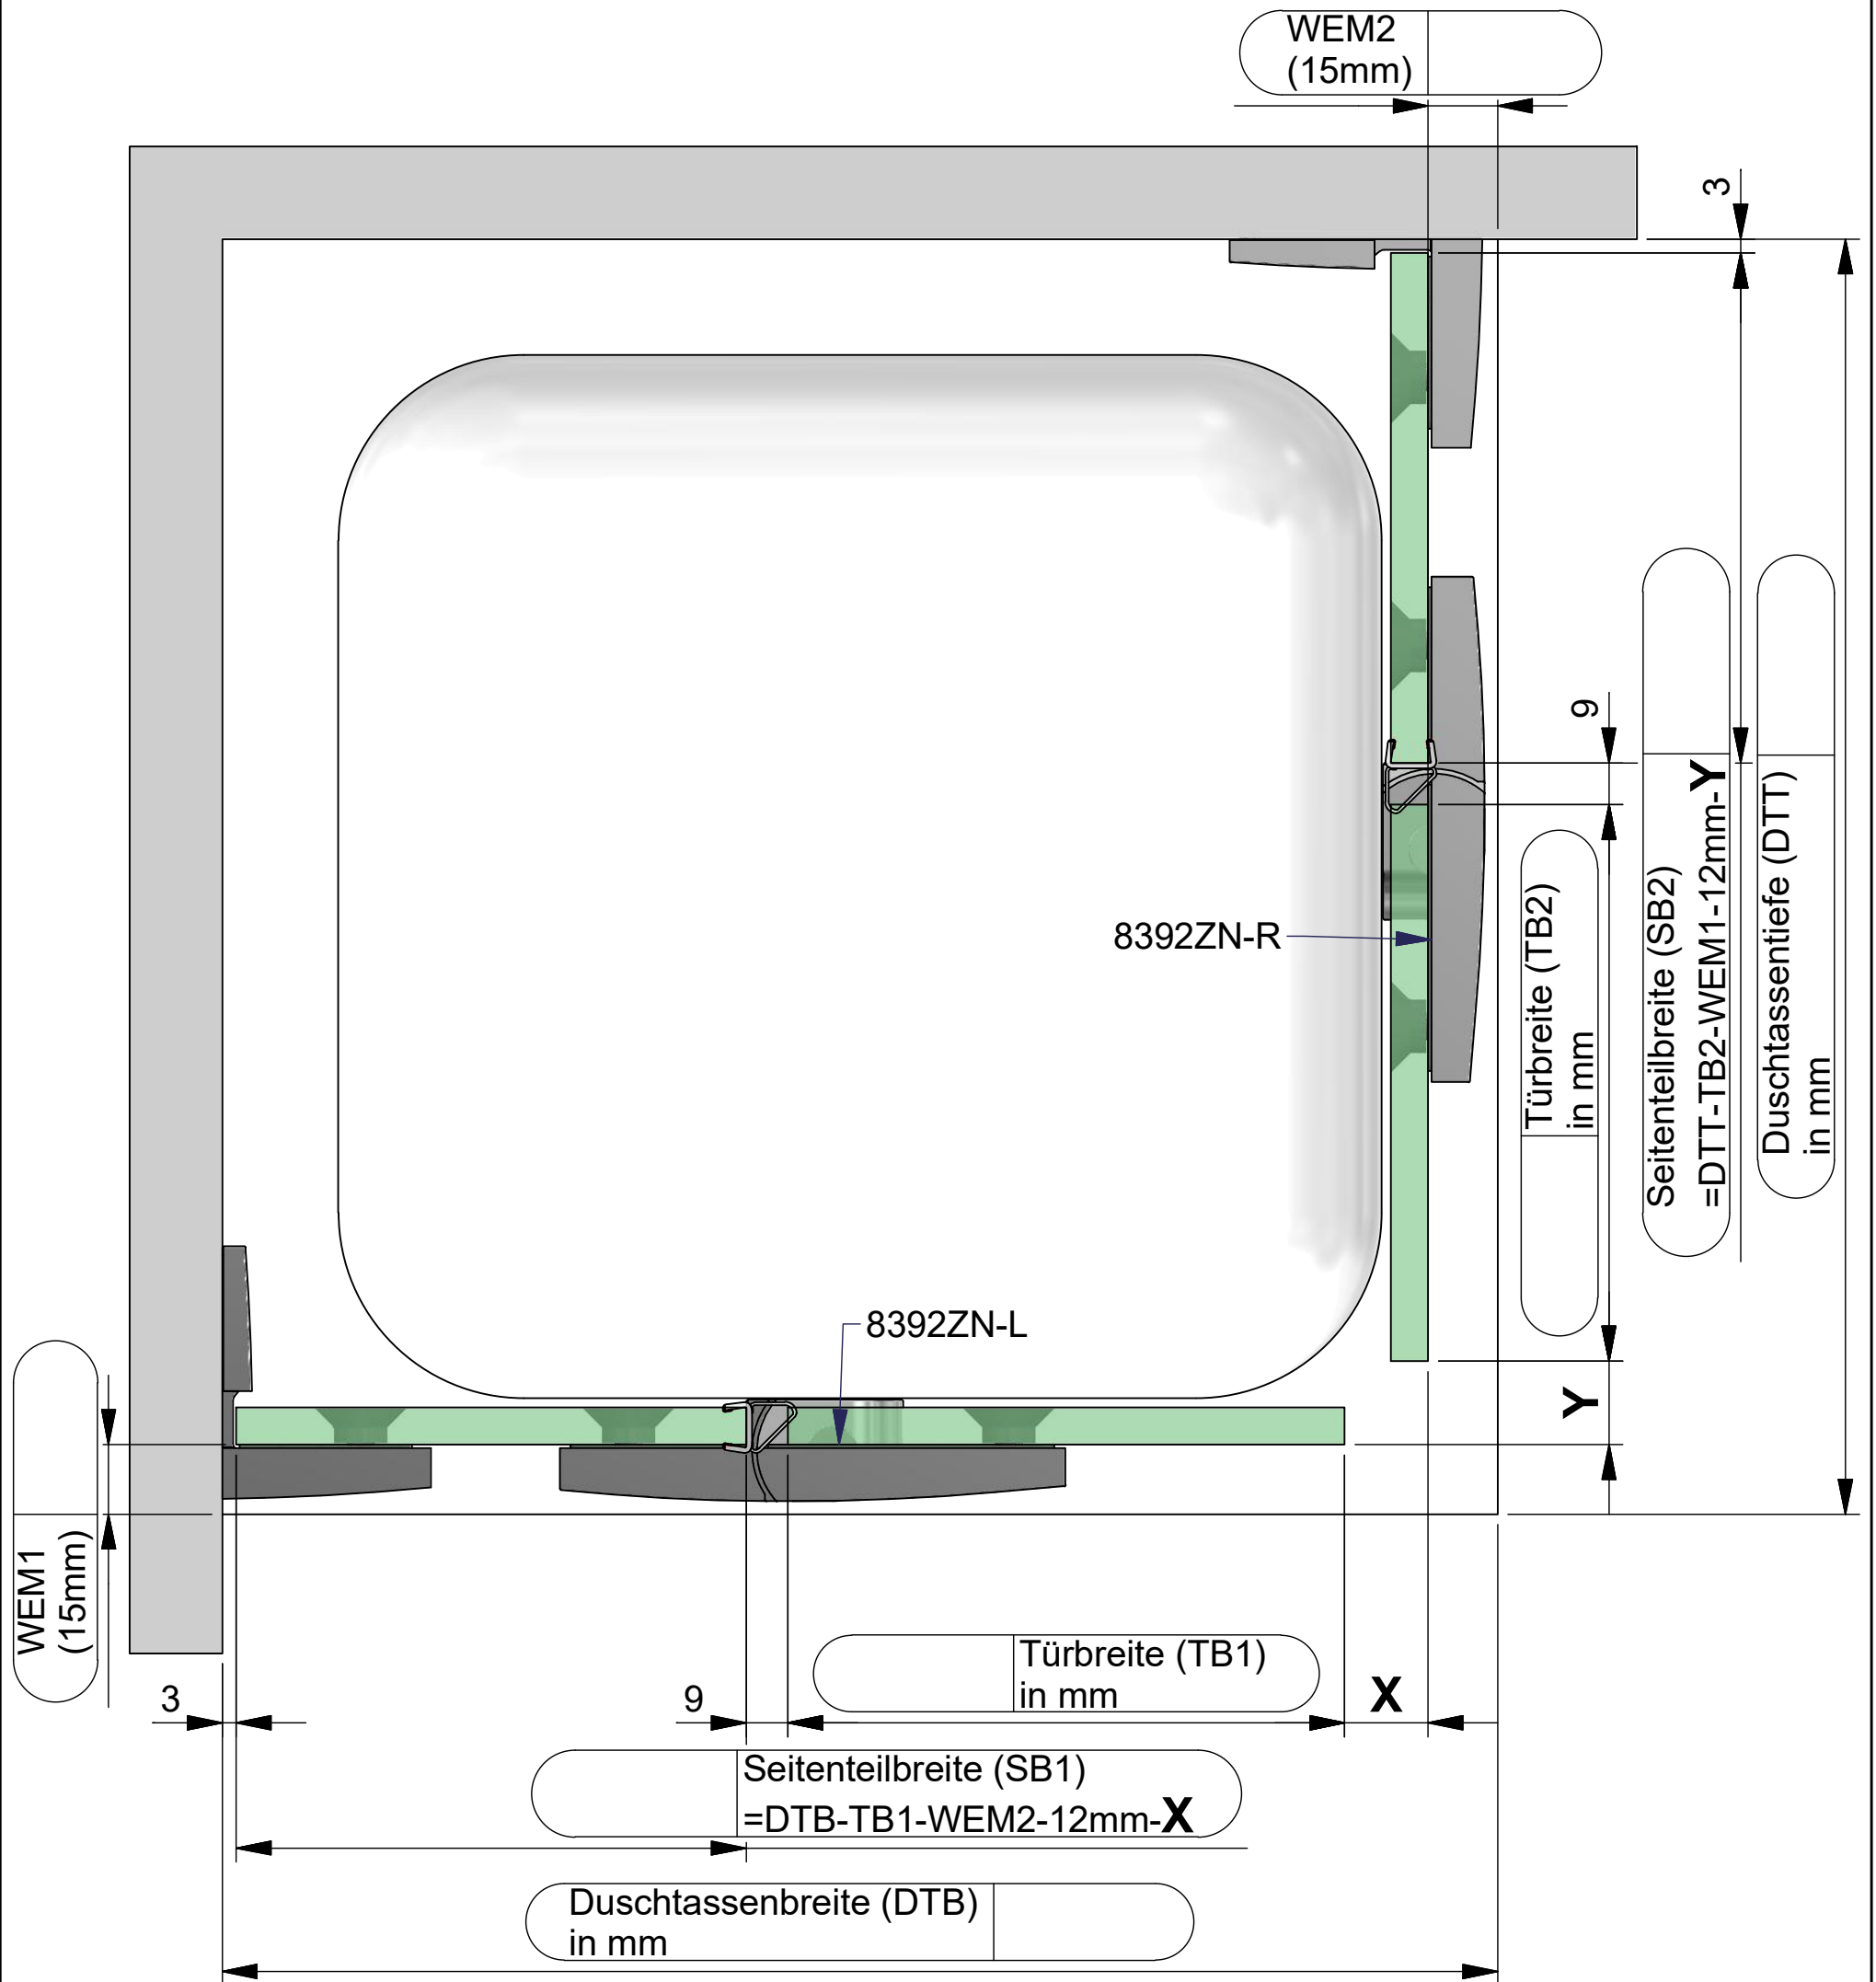 WEM2
(15mm)
3
9
8392ZN-R
Türbreite (TB2)
in mm
Seitenteilbreite (SB2)
=DTT-TB2-WEM1-12mm-Y
Duschtassentiefe (DTT)
in mm
8392ZN-L
Y
WEM1
(15mm)
Türbreite (TB1)
in mm
3
9
X
Seitenteilbreite (SB1)
=DTB-TB1-WEM2-12mm-X
Duschtassenbreite (DTB)
in mm